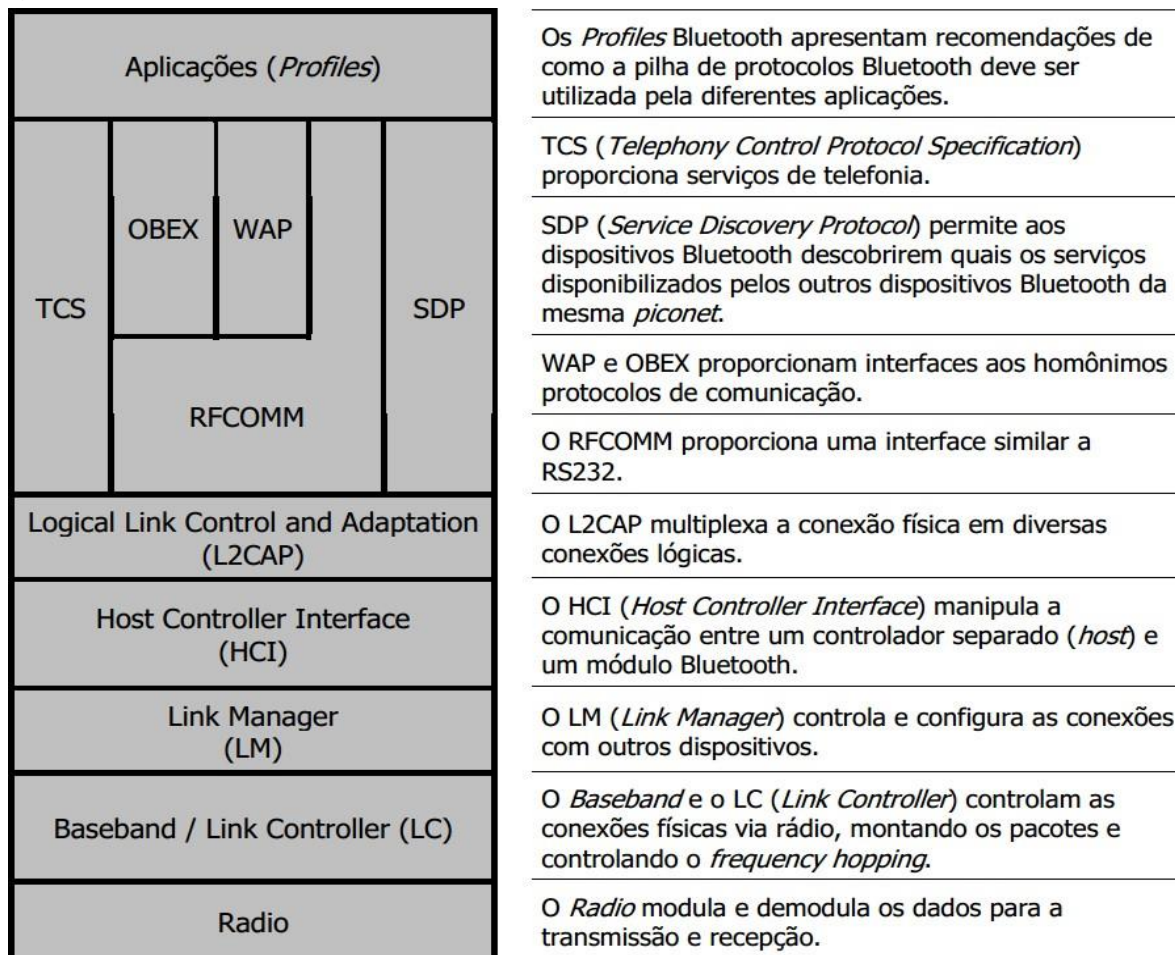 Aplicações (Profiles)
OBEX
WAP
TCS
SDP
RFCOMM
Logical Link Control and Adaptation
(L2CAP)
Host Controller Interface
(HCI)
Link Manager
(LM)
Baseband / Link Controller (LC)
Radio
Os Profiles Bluetooth apresentam recomendações de
como a pilha de protocolos Bluetooth deve ser
utilizada pela diferentes aplicações.
TCS (Telephony Control Protocol Specification)
proporciona serviços de telefonia.
SDP (Service Discovery Protocol) permite aos
dispositivos Bluetooth descobrirem quais os serviços
disponibilizados pelos outros dispositivos Bluetooth da
mesma piconet.
WAP e OBEX proporcionam interfaces aos homônimos
protocolos de comunicação.
O RFCOMM proporciona uma interface similar a
RS232.
O L2CAP multiplexa a conexão física em diversas
conexões lógicas.
O HCI (Host Controller Interface) manipula a
comunicação entre um controlador separado (host) e
um módulo Bluetooth.
O LM (Link Manager) controla e configura as conexões
com outros dispositivos.
O Baseband e o LC (Link Controller) controlam as
conexões físicas via rádio, montando os pacotes e
controlando o frequency hopping.
O Radio modula e demodula os dados para a
transmissão e recepção.